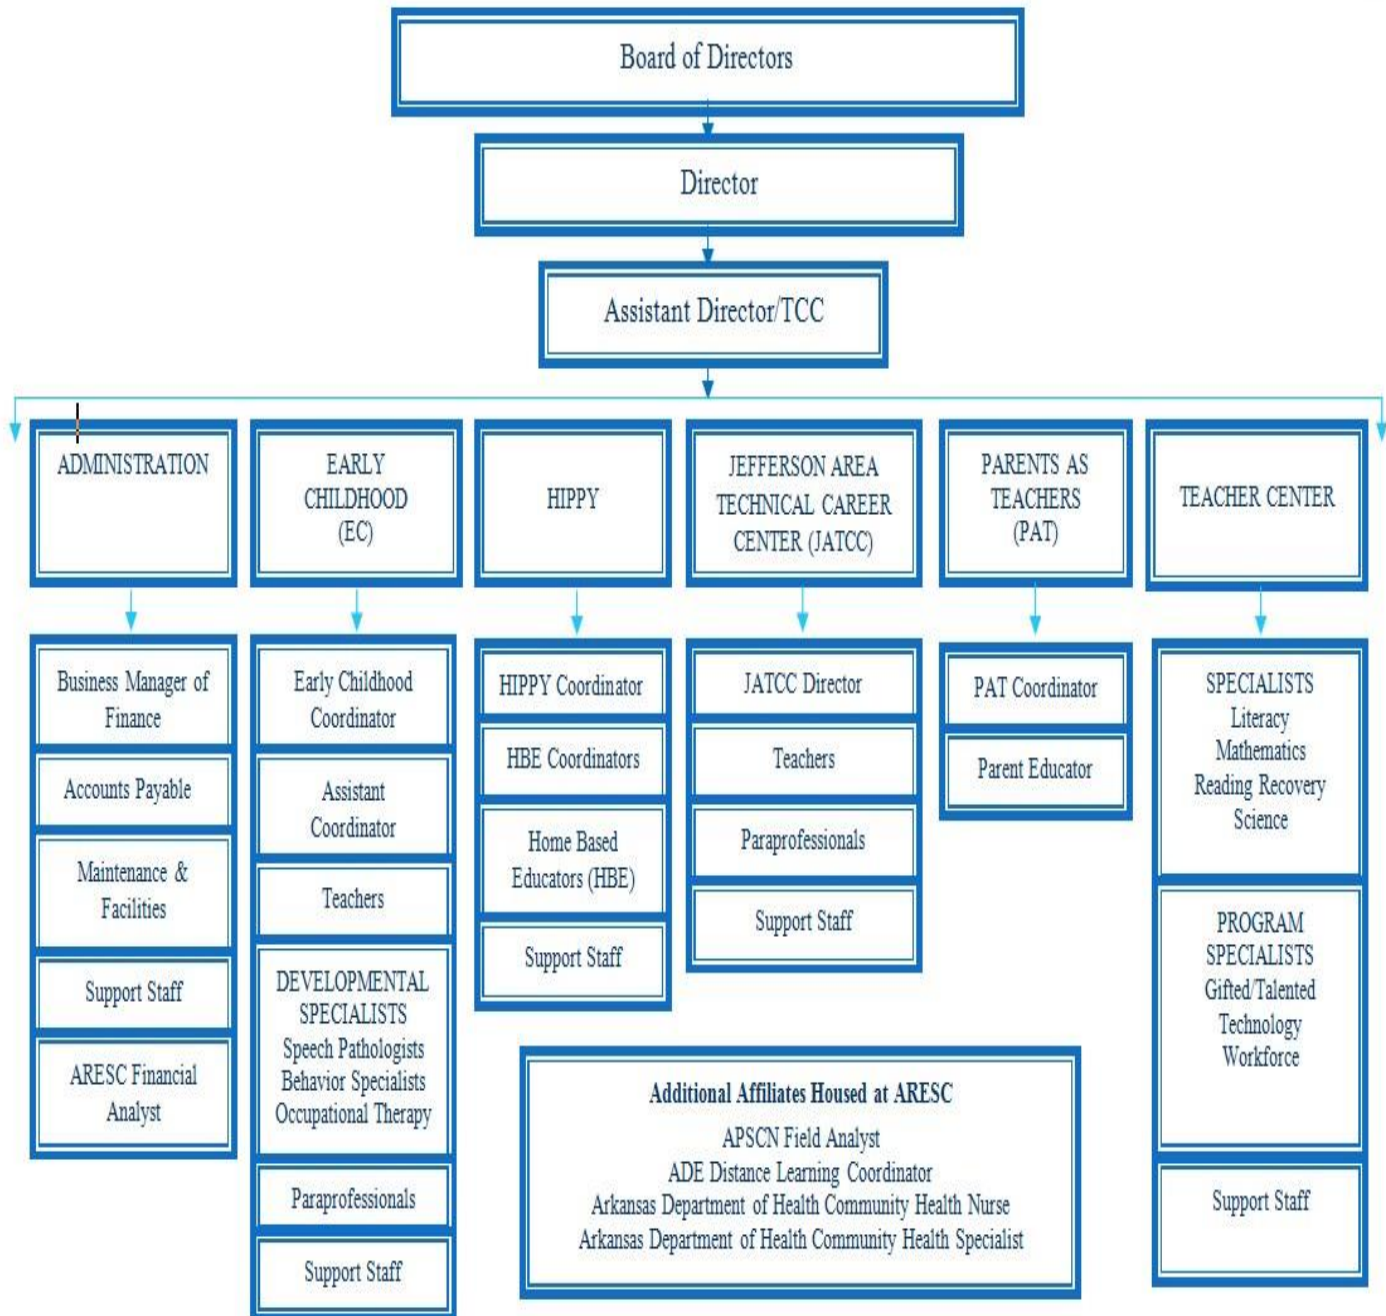 Board of Directors
Director
Assistant Director/TCC
ADMINISTRATION
EARLY
CHILDHOOD
(EC)
HIPPY
JEFFERSON AREA
TECHNICAL CAREER
CENTER (JATCC)
PARENTS AS
TEACHERS
(PAT)
TEACHER CENTER
Business Manager of
Finance
Accounts Payable
Maintenance &
Facilities
Support Staff
ARESC Financial
Analyst
Early Childhood
Coordinator
Assistant
Coordinator
Teachers
DEVELOPMENTAL
SPECIALISTS
Speech Pathologists
Behavior Specialists
Occupational Therapy
Paraprofessionals
Support Staff
HIPPY Coordinator
HBE Coordinators
Home Based
Educators (HBE)
Support Staff
JATCC Director
Teachers
Paraprofessionals
Support Staff
PAT Coordinator
Parent Educator
SPECIALISTS
Literacy
Mathematics
Reading Recovery
Science
PROGRAM
SPECIALISTS
Gifted/Talented
Technology
Workforce
Support Staff
Additional Affiliates Housed at ARESC
APSCN Field Analyst
ADE Distance Learning Coordinator
Arkansas Department of Health Community Health Nurse
Arkansas Department of Health Community Health Specialist